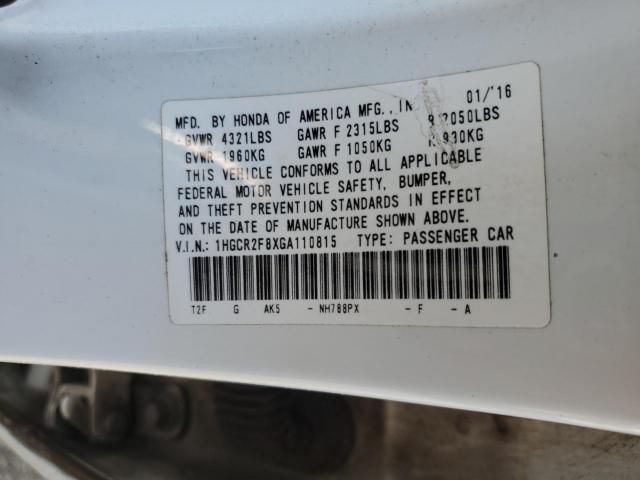 MFD. BY HONDA OF AMERICA MFG., IN 01/'16
GVWR 4321LBS GAWR F 2315LBS R 2050LBS
GVWR 1960KG GAWR F 1050KG 930KG
THIS VEHICLE CONFORMS TO ALL APPLICABLE
FEDERAL MOTOR VEHICLE SAFETY, BUMPER,
AND THEFT PREVENTION STANDARDS IN EFFECT
ON THE DATE OF MANUFACTURE SHOWN ABOVE.
V.I.N.: 1HGCR2F8XGA110815 TYPE: PASSENGER CAR
T2F G AK5 - NH788PX - F - A